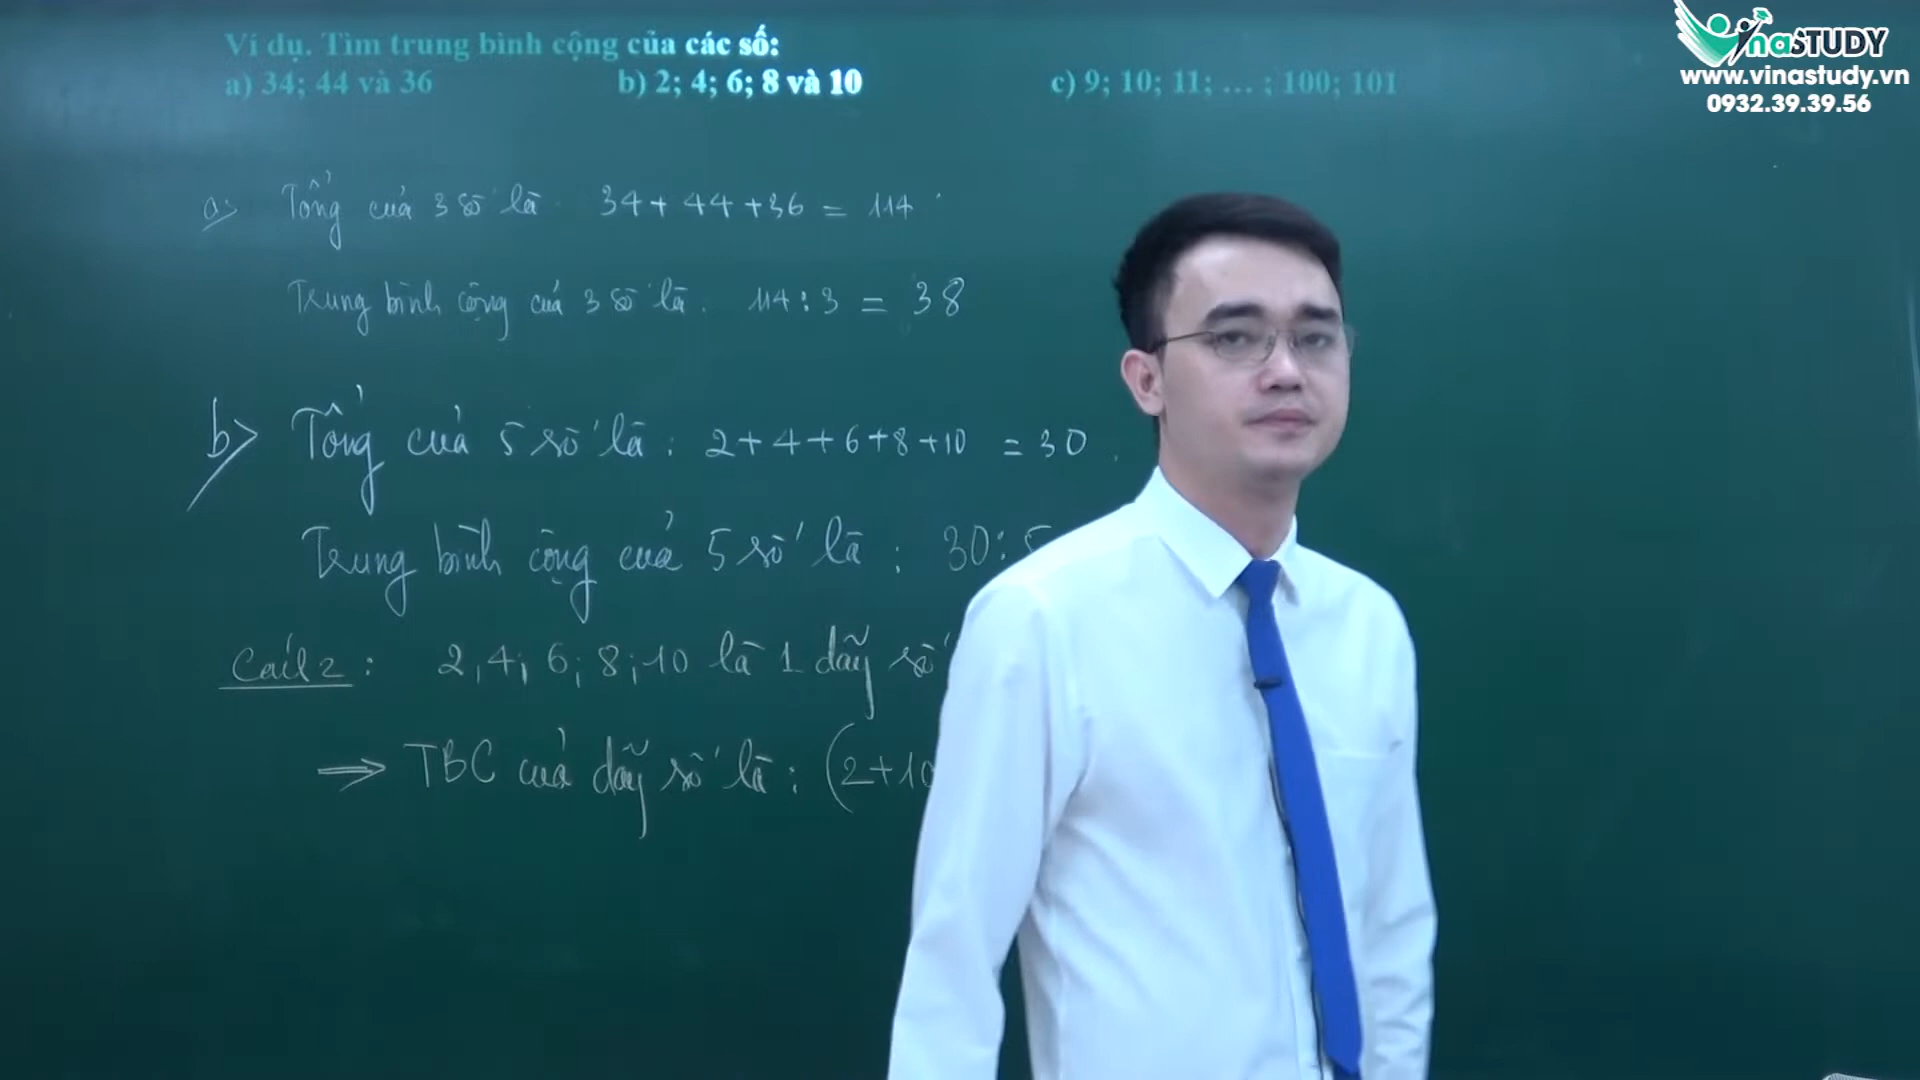 Ví dụ. Tìm trung bình cộng của các số:
a) 34; 44 và 36 b) 2; 4; 6; 8 và 10 c) 9; 10; 11; ... ; 100; 101
inaSTUDY
www.vinastudy.vn
0932.39.39.56
a) Tổng của 3 số là 34 + 44 + 36 = 114
Trung bình cộng của 3 số là. 114 : 3 = 38
b) Tổng của 5 số là : 2 + 4 + 6 + 8 + 10 = 30
Trung bình cộng của 5 số là : 30 : 5
Cách 2 : 2, 4; 6; 8; 10 là 1 dãy số
⇒ TBC của dãy số là : (2 + 10